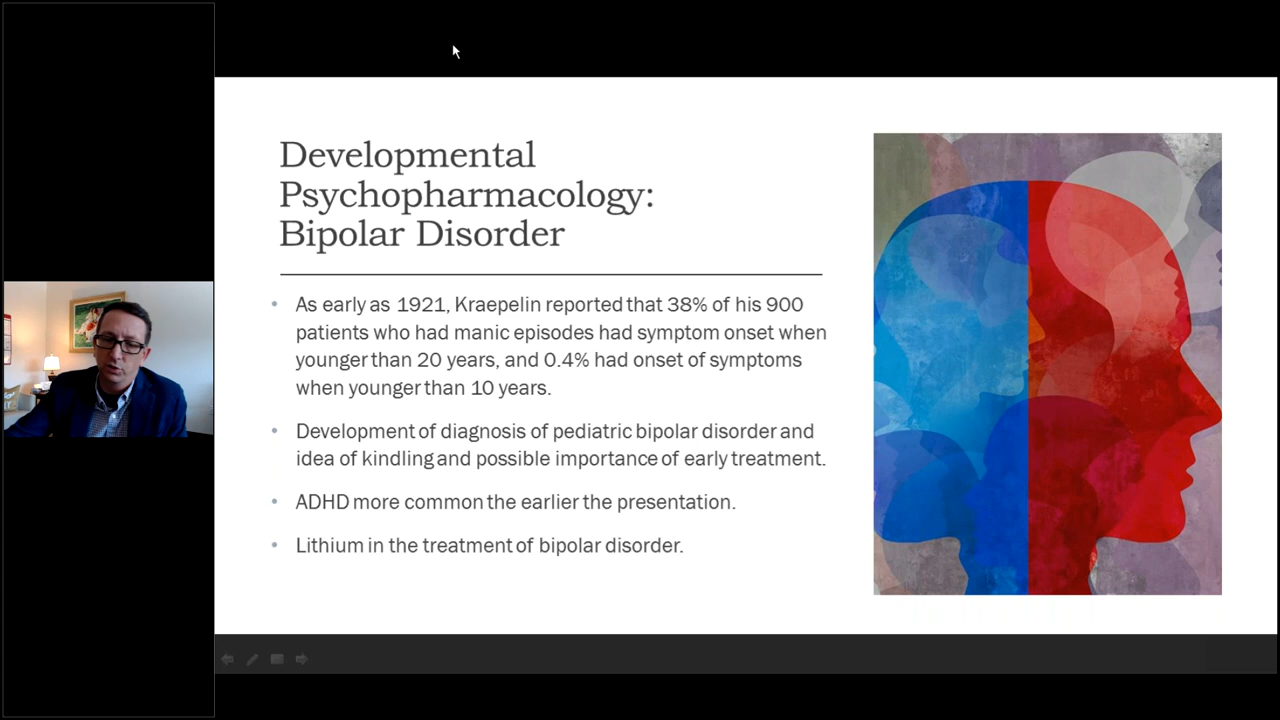 Developmental
Psychopharmacology:
Bipolar Disorder
• As early as 1921, Kraepelin reported that 38% of his 900
patients who had manic episodes had symptom onset when
younger than 20 years, and 0.4% had onset of symptoms
when younger than 10 years.
• Development of diagnosis of pediatric bipolar disorder and
idea of kindling and possible importance of early treatment.
• ADHD more common the earlier the presentation.
• Lithium in the treatment of bipolar disorder.